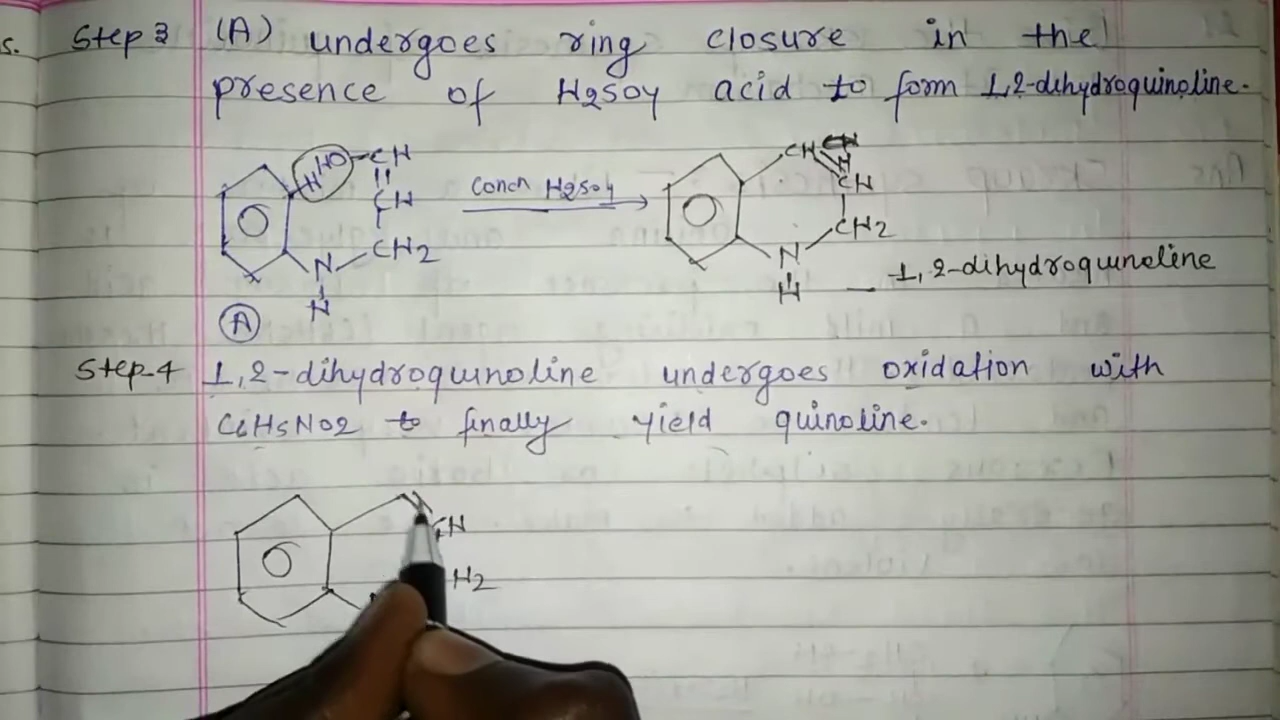 s. Step 3 (A) undergoes ring closure in the
presence of H2SO4 acid to form 1,2-dihydroquinoline.
H HO-CH
CH
CH2
N
H
A
Concn H2SO4
CH
CH
CH2
N
H
1,2-dihydroquinoline
Step-4 1,2-dihydroquinoline undergoes oxidation with
C6H5NO2 to finally yield quinoline.
CH
H2